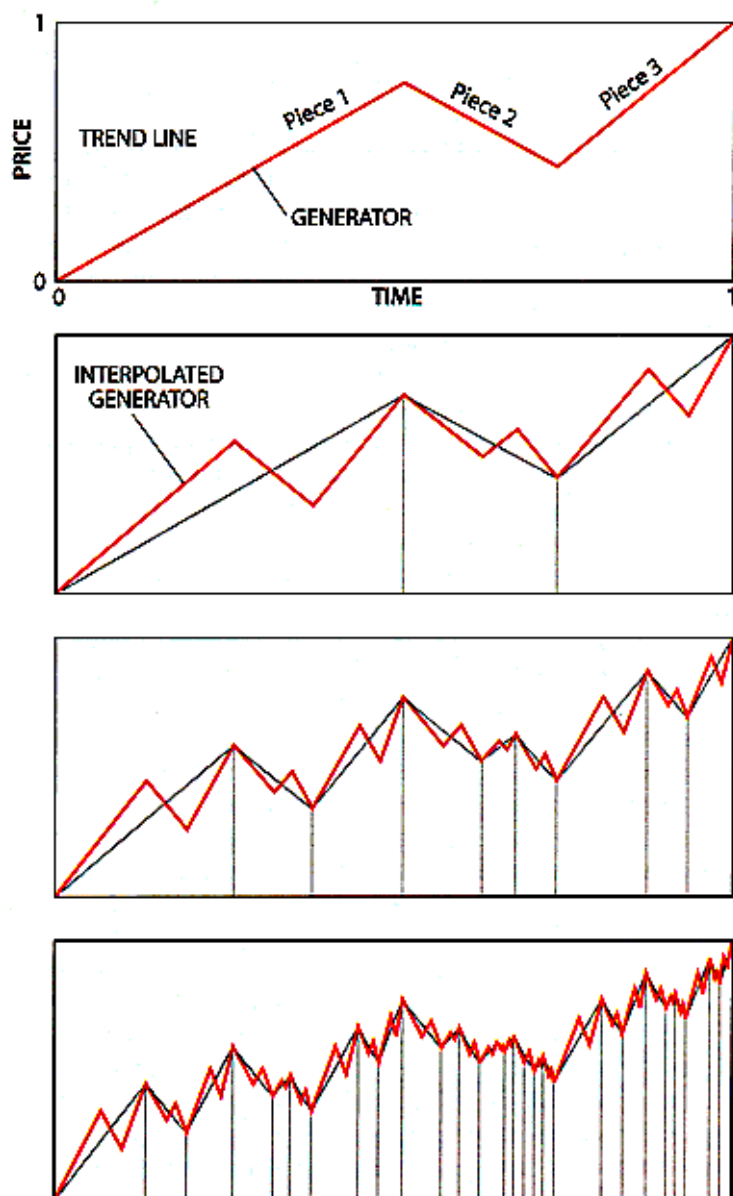 1
PRICE
TREND LINE
Piece 1
Piece 2
Piece 3
GENERATOR
0
0
TIME
1
INTERPOLATED
GENERATOR